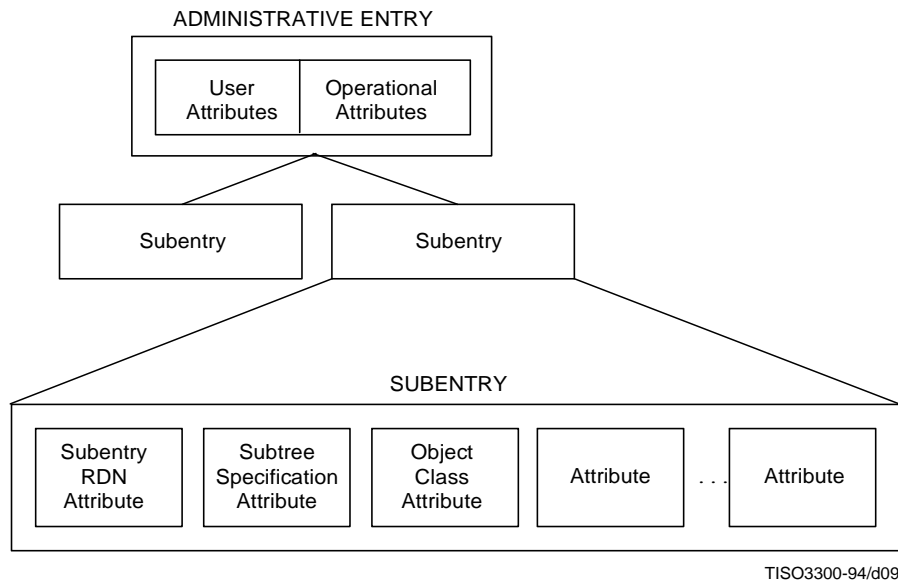 ADMINISTRATIVE ENTRY
User
Attributes
Operational
Attributes
Subentry
Subentry
SUBENTRY
Subentry
RDN
Attribute
Subtree
Specification
Attribute
Object
Class
Attribute
Attribute
. . .
Attribute
TISO3300-94/d09